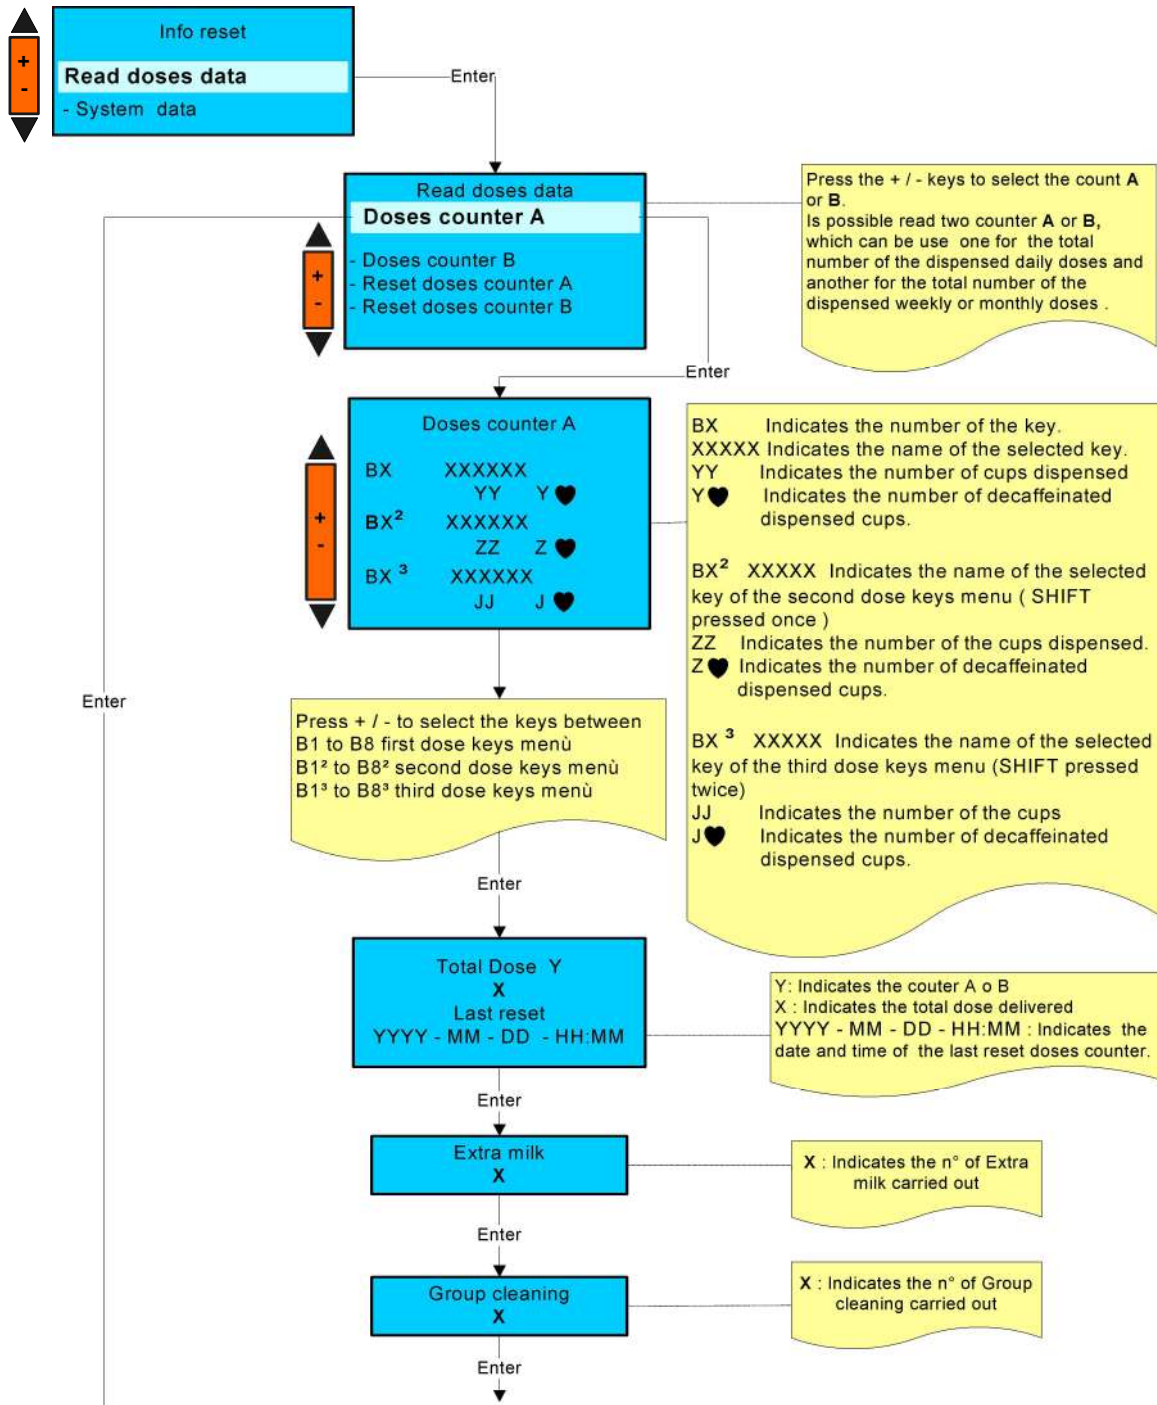 Info reset
+
-
Read doses data
- System data
Enter
Read doses data
Doses counter A
+
-
- Doses counter B
- Reset doses counter A
- Reset doses counter B
Press the + / - keys to select the count A
or B.
Is possible read two counter A or B,
which can be use one for the total
number of the dispensed daily doses and
another for the total number of the
dispensed weekly or monthly doses .
Enter
Doses counter A
BX XXXXXX
YY Y♥
BX² XXXXXX
ZZ Z♥
BX ³ XXXXXX
JJ J♥
+
-
BX Indicates the number of the key.
XXXXX Indicates the name of the selected key.
YY Indicates the number of cups dispensed
Y♥ Indicates the number of decaffeinated
dispensed cups.
BX² XXXXX Indicates the name of the selected
key of the second dose keys menu ( SHIFT
pressed once )
ZZ Indicates the number of the cups dispensed.
Z♥ Indicates the number of decaffeinated
dispensed cups.
BX ³ XXXXX Indicates the name of the selected
key of the third dose keys menu (SHIFT pressed
twice)
JJ Indicates the number of the cups
J♥ Indicates the number of decaffeinated
dispensed cups.
Enter
Press + / - to select the keys between
B1 to B8 first dose keys menù
B1² to B8² second dose keys menù
B1³ to B8³ third dose keys menù
Enter
Total Dose Y
X
Last reset
YYYY - MM - DD - HH:MM
Y: Indicates the couter A o B
X : Indicates the total dose delivered
YYYY - MM - DD - HH:MM : Indicates the
date and time of the last reset doses counter.
Enter
Extra milk
X
X : Indicates the n° of Extra
milk carried out
Enter
Group cleaning
X
X : Indicates the n° of Group
cleaning carried out
Enter